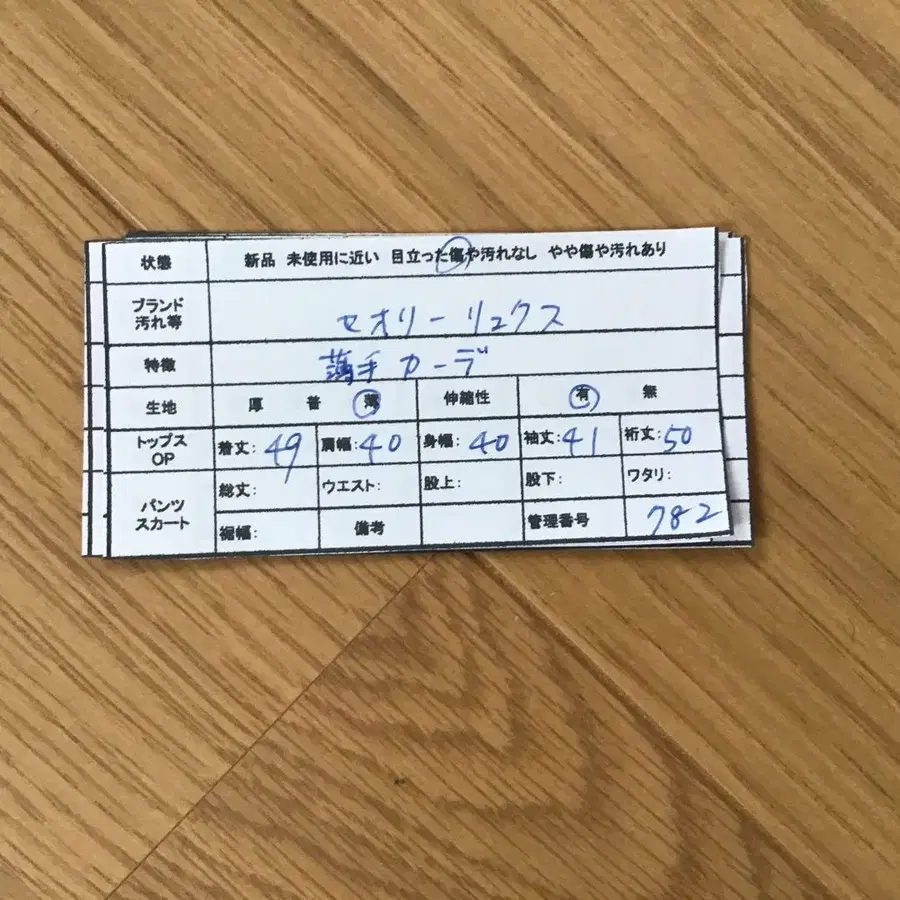 状態 新品 未使用に近い 目立った傷や汚れなし やや傷や汚れあり
ブランド
汚れ等 セオリーリュクス
特徴 薄手カーデ
生地 厚 普 薄 伸縮性 有 無
トップス
OP 着丈:49 肩幅:40 身幅:40 袖丈:41 裄丈:50
パンツ
スカート 総丈: ウエスト: 股上: 股下: ワタリ:
裾幅: 備考 管理番号 782